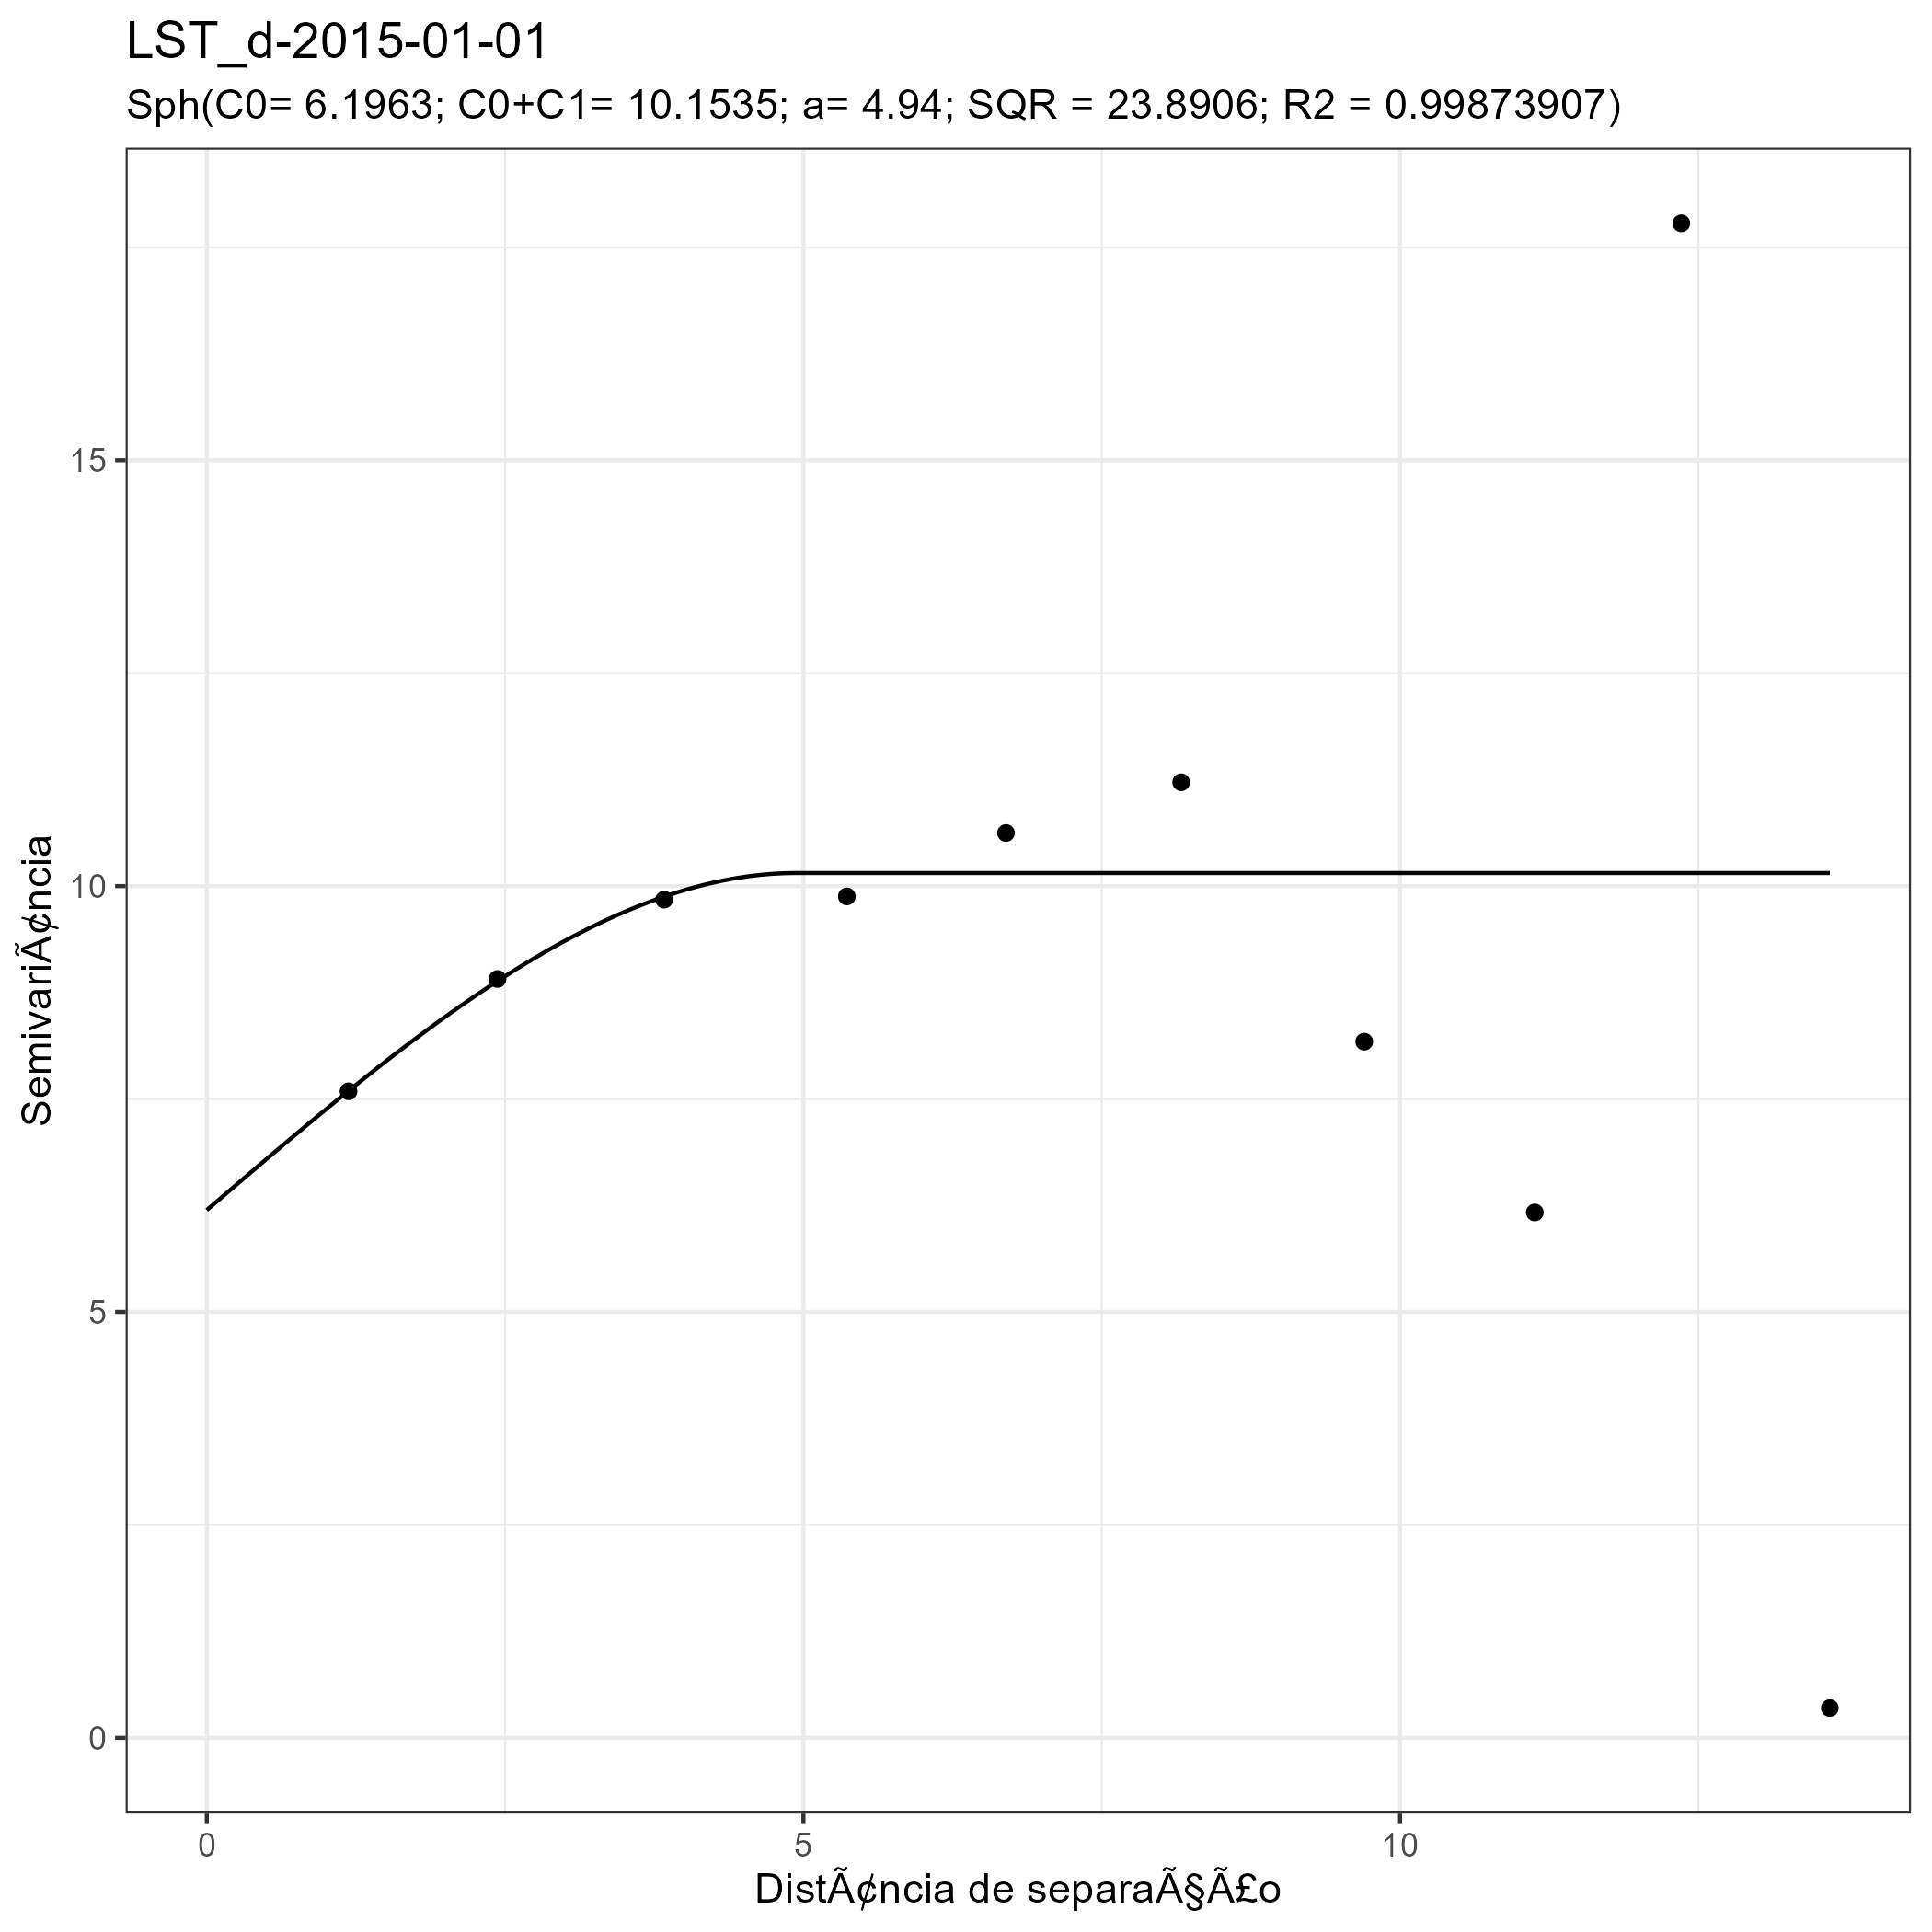 LST_d-2015-01-01
Sph(C0= 6.1963; C0+C1= 10.1535; a= 4.94; SQR = 23.8906; R2 = 0.99873907)
SemivariÃ¢ncia
15
10
5
0
0
5
10
DistÃ¢ncia de separaÃ§Ã£o